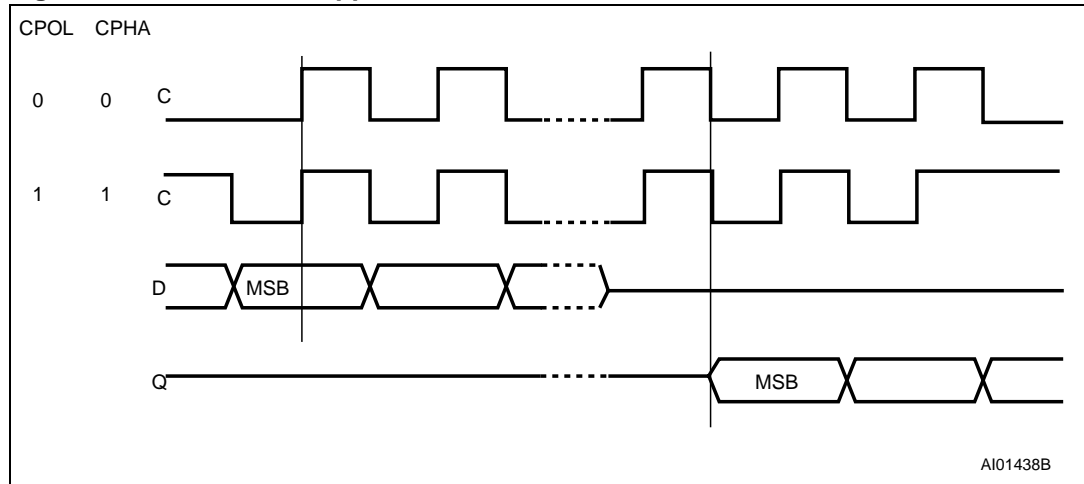 CPOL CPHA
0 0 C
1 1 C
D MSB
Q MSB
AI01438B